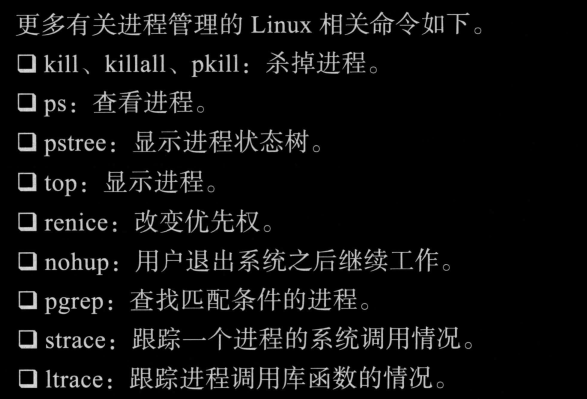 更多有关进程管理的 Linux 相关命令如下。
❑ kill、killall、pkill：杀掉进程。
❑ ps：查看进程。
❑ pstree：显示进程状态树。
❑ top：显示进程。
❑ renice：改变优先权。
❑ nohup：用户退出系统之后继续工作。
❑ pgrep：查找匹配条件的进程。
❑ strace：跟踪一个进程的系统调用情况。
❑ ltrace：跟踪进程调用库函数的情况。